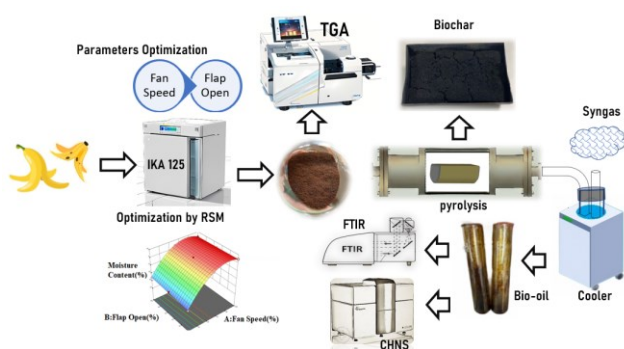 Parameters Optimization
Fan
Speed
Flap
Open
TGA
Biochar
Syngas
IKA 125
Optimization by RSM
Moisture
Content(%)
B:Flap Open(%)
A:Fan Speed(%)
pyrolysis
FTIR
FTIR
CHNS
Bio-oil
Cooler